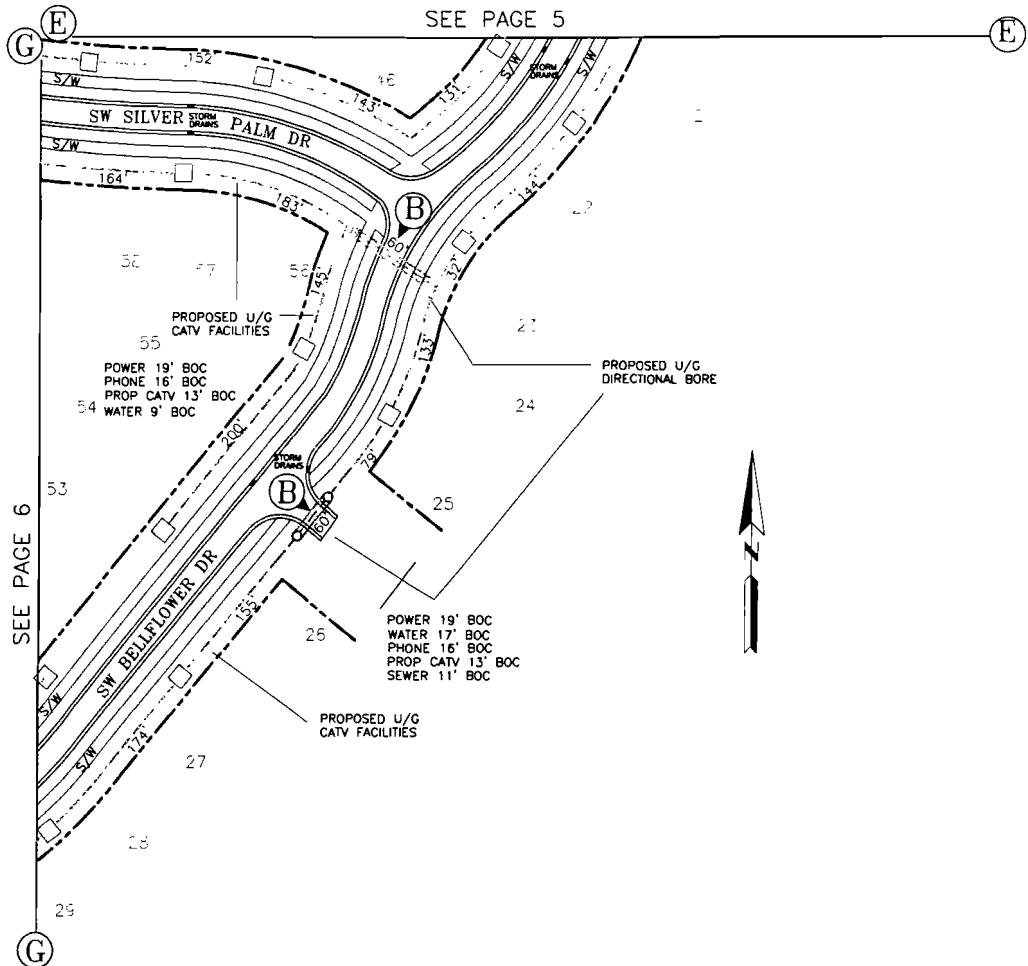 SEE PAGE 5
E
E
G
152'
46
143'
131'
S/W
STORM
DRAINS
S/W
S/W
SW SILVER
STORM
DRAINS
PALM DR
S/W
164'
183'
144'
B
60'
32'
56
145'
PROPOSED U/G
CATV FACILITIES
133'
PROPOSED U/G
DIRECTIONAL BORE
55
POWER 19' BOC
PHONE 16' BOC
PROP CATV 13' BOC
WATER 9' BOC
54
24
200'
STORM
DRAINS
79'
53
B
60'
25
SEE PAGE 6
SW BELLFLOWER DR
155'
26
POWER 19' BOC
WATER 17' BOC
PHONE 16' BOC
PROP CATV 13' BOC
SEWER 11' BOC
N
S/W
PROPOSED U/G
CATV FACILITIES
S/W
174'
27
28
29
G